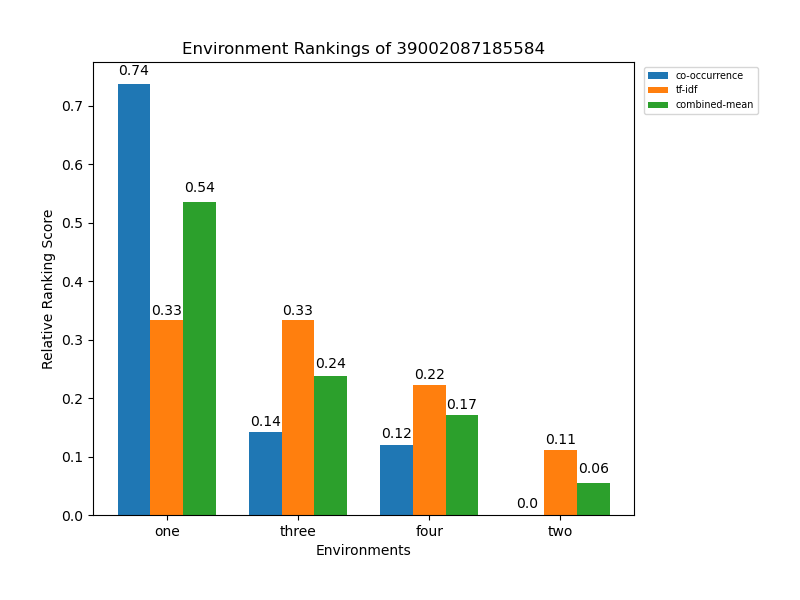 Environment Rankings of 39002087185584
co-occurrence
tf-idf
combined-mean
Relative Ranking Score
0.7
0.6
0.5
0.4
0.3
0.2
0.1
0.0
0.74
0.33
0.54
0.14
0.33
0.24
0.12
0.22
0.17
0.0
0.11
0.06
one three four two
Environments